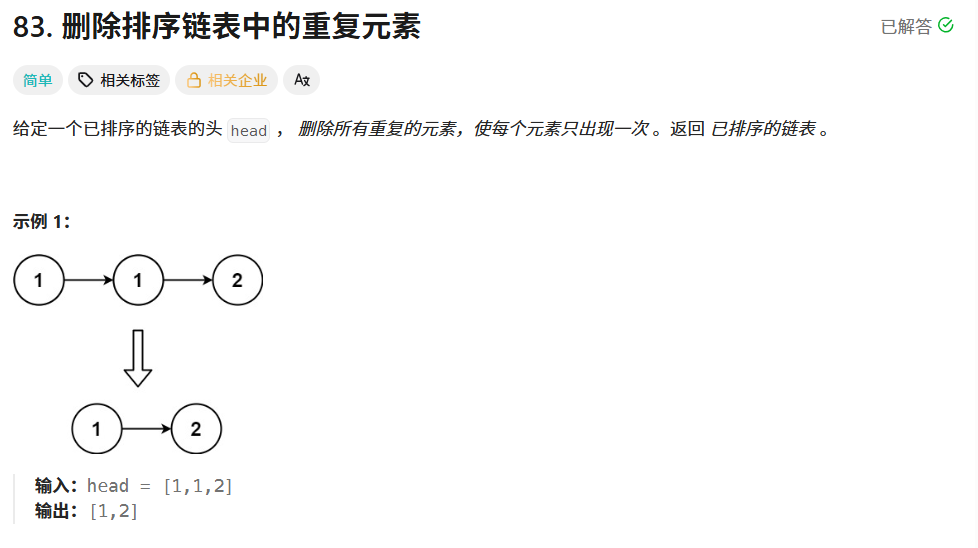 83. 删除排序链表中的重复元素
已解答
简单 相关标签 相关企业 Aあ
给定一个已排序的链表的头 head ， 删除所有重复的元素，使每个元素只出现一次 。返回 已排序的链表 。
示例 1：
1 1 2
1 2
输入：head = [1,1,2]
输出：[1,2]